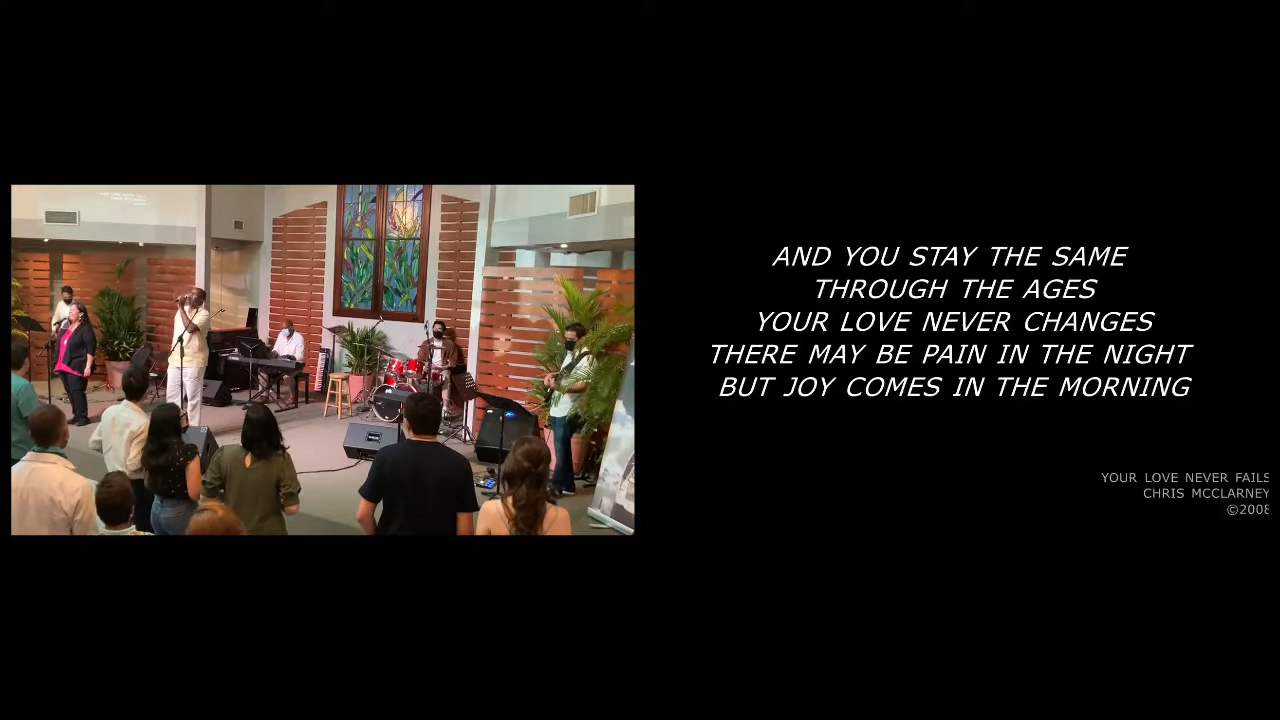 AND YOU STAY THE SAME
THROUGH THE AGES
YOUR LOVE NEVER CHANGES
THERE MAY BE PAIN IN THE NIGHT
BUT JOY COMES IN THE MORNING
YOUR LOVE NEVER FAILS
CHRIS MCCLARNEY
©2008